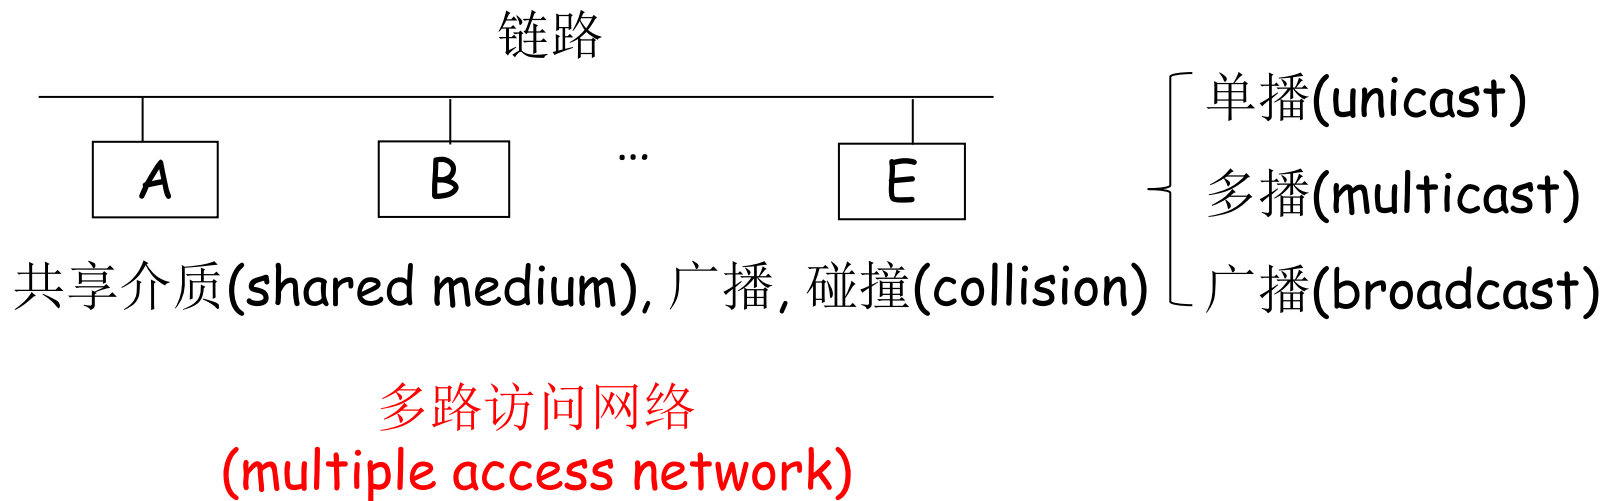 链路
A
B
...
E
共享介质(shared medium), 广播, 碰撞(collision)
单播(unicast)
多播(multicast)
广播(broadcast)
多路访问网络
(multiple access network)